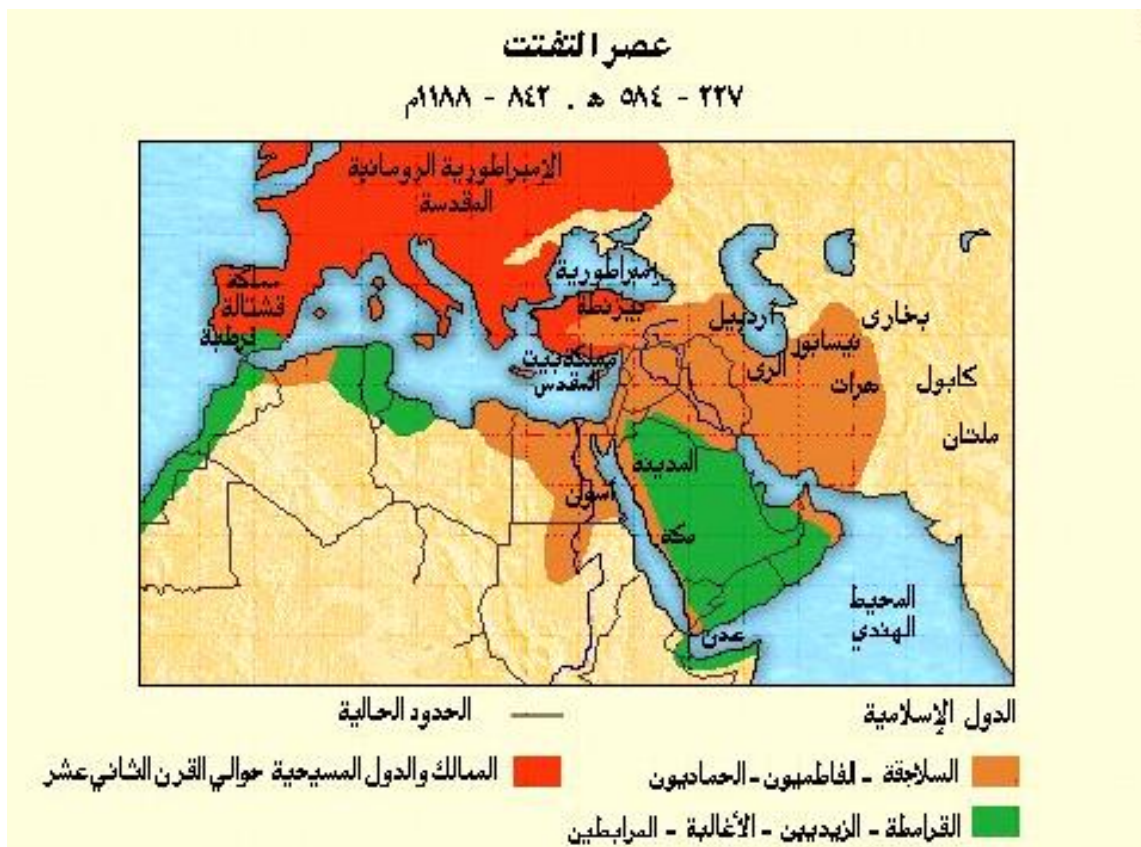 عصر التفتت
٢٢٧ - ٥٨٤ هـ . ٨٤٢ - ١١٨٨م
الإمبراطورية الرومانية
المقدسة
إمبراطورية
بيزنطة
مملكة
قشتالة
قرطبة
مملكة بيت
المقدس
أردبيل
بخارى
نيسابور
الري
هرات
كابول
ملتان
المدينة
أسوان
مكة
عدن
المحيط
الهندي
الدول الإسلامية
الحدود الحالية
السلاجقة - الفاطميون - الحماديون
الممالك والدول المسيحية حوالي القرن الثاني عشر
القرامطة - الزيديين - الأغالبة - المرابطين